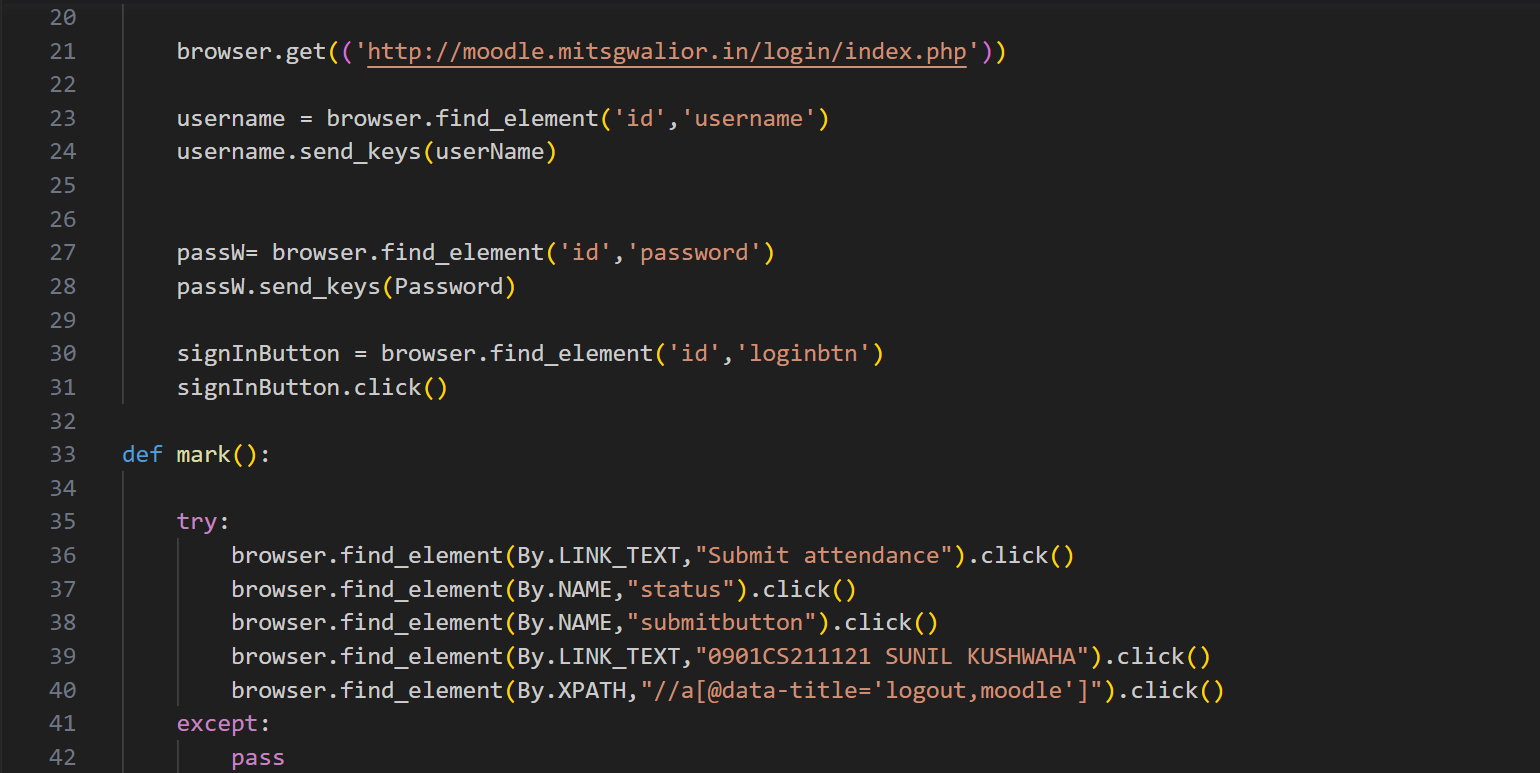 20
21 browser.get(('http://moodle.mitsgwalior.in/login/index.php'))
22
23 username = browser.find_element('id','username')
24 username.send_keys(userName)
25
26
27 passW= browser.find_element('id','password')
28 passW.send_keys(Password)
29
30 signInButton = browser.find_element('id','loginbtn')
31 signInButton.click()
32
33 def mark():
34
35 try:
36 browser.find_element(By.LINK_TEXT,"Submit attendance").click()
37 browser.find_element(By.NAME,"status").click()
38 browser.find_element(By.NAME,"submitbutton").click()
39 browser.find_element(By.LINK_TEXT,"0901CS211121 SUNIL KUSHWAHA").click()
40 browser.find_element(By.XPATH,"//a[@data-title='logout,moodle']").click()
41 except:
42 pass